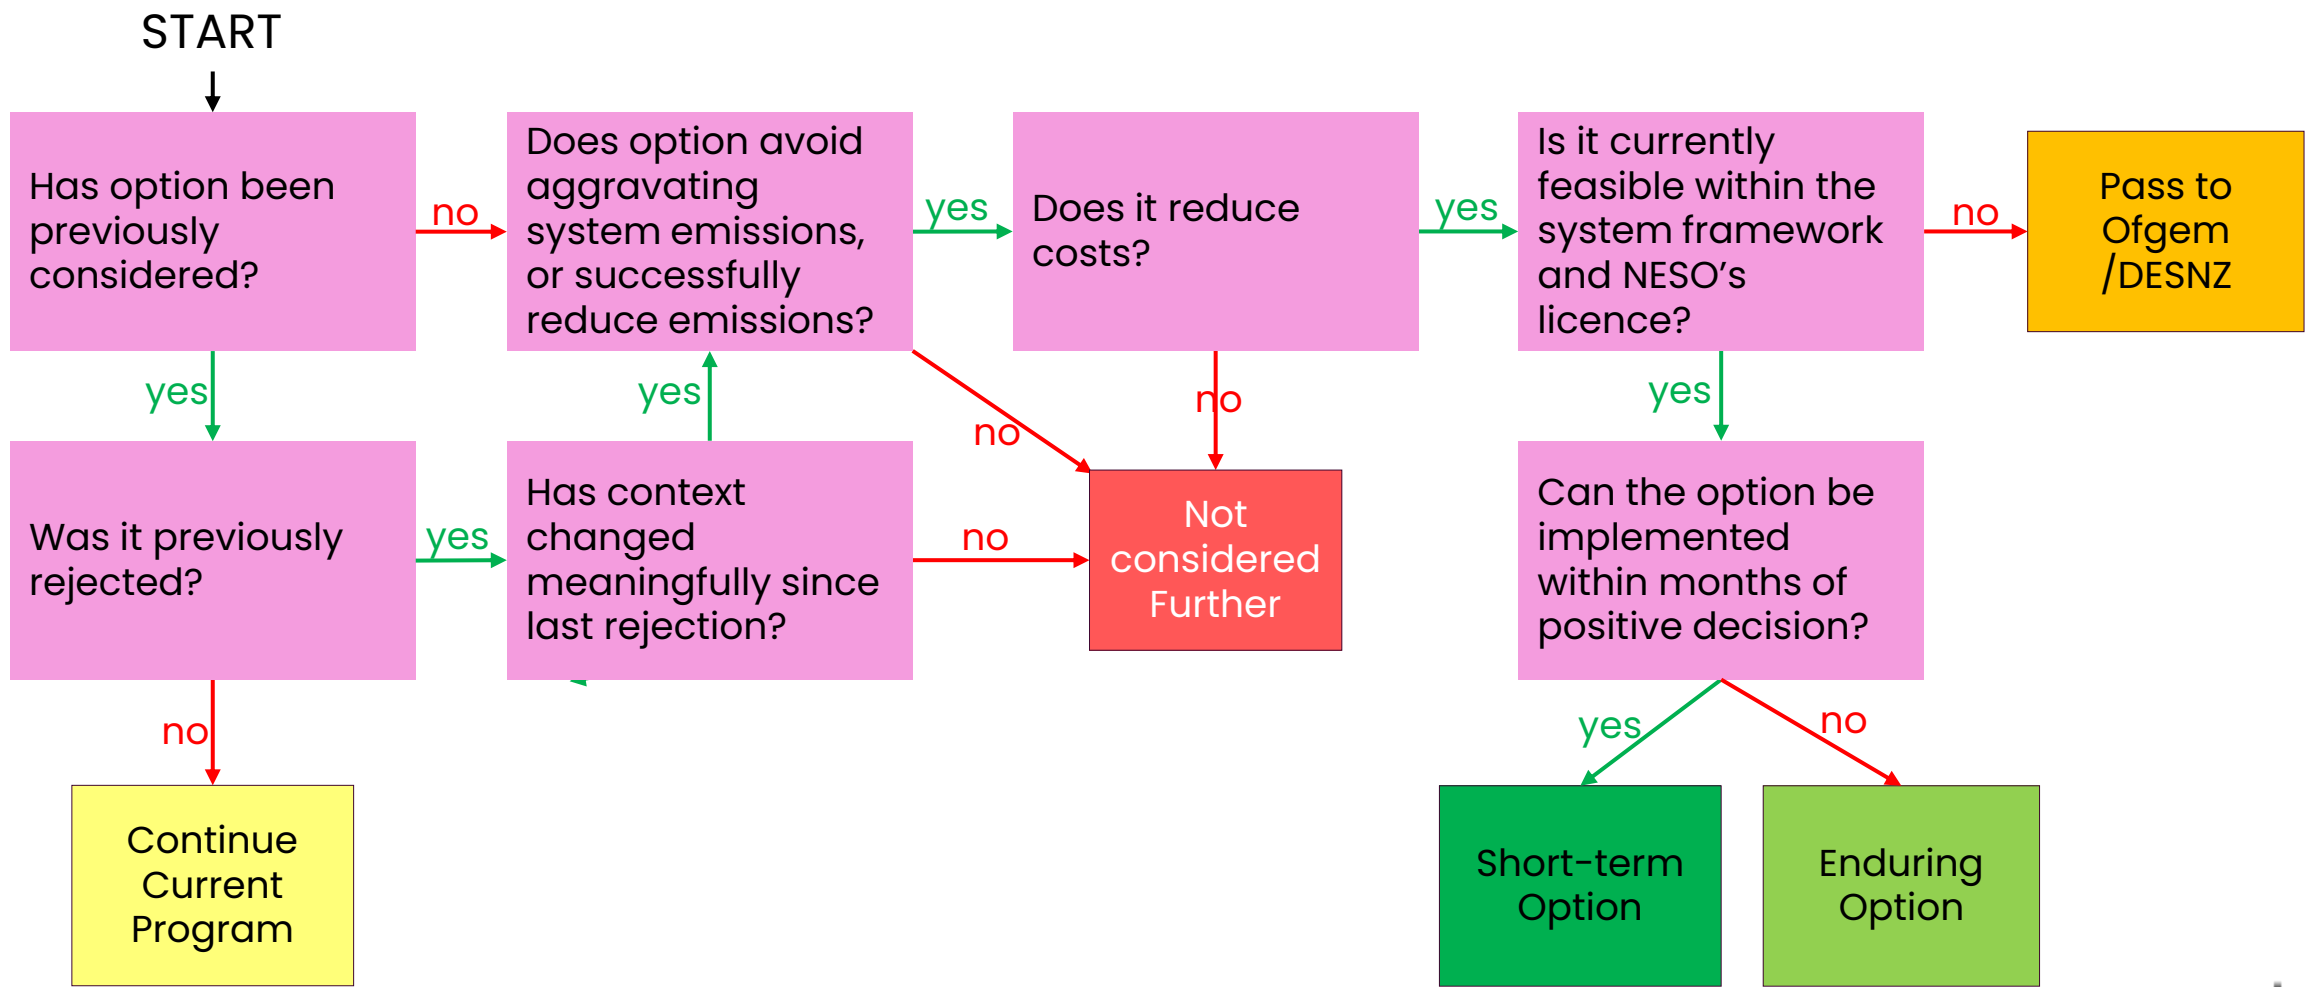 START
Has option been
previously
considered?
no
Does option avoid
aggravating
system emissions,
or successfully
reduce emissions?
yes
Does it reduce
costs?
yes
Is it currently
feasible within the
system framework
and NESO’s
licence?
no
Pass to
Ofgem
/DESNZ
yes
yes
no
no
yes
Was it previously
rejected?
yes
Has context
changed
meaningfully since
last rejection?
no
Not
considered
Further
Can the option be
implemented
within months of
positive decision?
no
yes
no
Continue
Current
Program
Short-term
Option
Enduring
Option